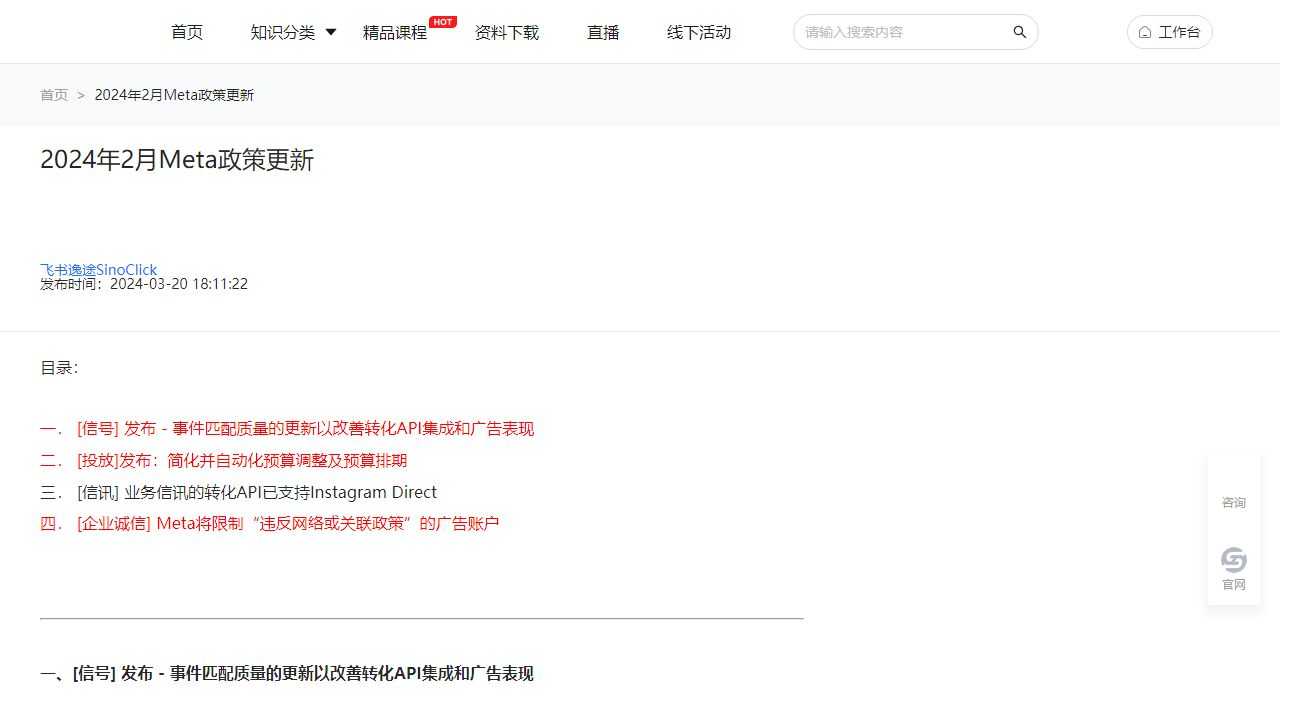 首页 知识分类 精品课程 HOT 资料下载 直播 线下活动 请输入搜索内容 工作台
首页 > 2024年2月Meta政策更新
2024年2月Meta政策更新
飞书逸途SinoClick
发布时间：2024-03-20 18:11:22
目录：
一． [信号] 发布 - 事件匹配质量的更新以改善转化API集成和广告表现
二． [投放]发布：简化并自动化预算调整及预算排期
三． [信讯] 业务信讯的转化API已支持Instagram Direct
四． [企业诚信] Meta将限制“违反网络或关联政策”的广告账户
咨询
官网
一、[信号] 发布 - 事件匹配质量的更新以改善转化API集成和广告表现